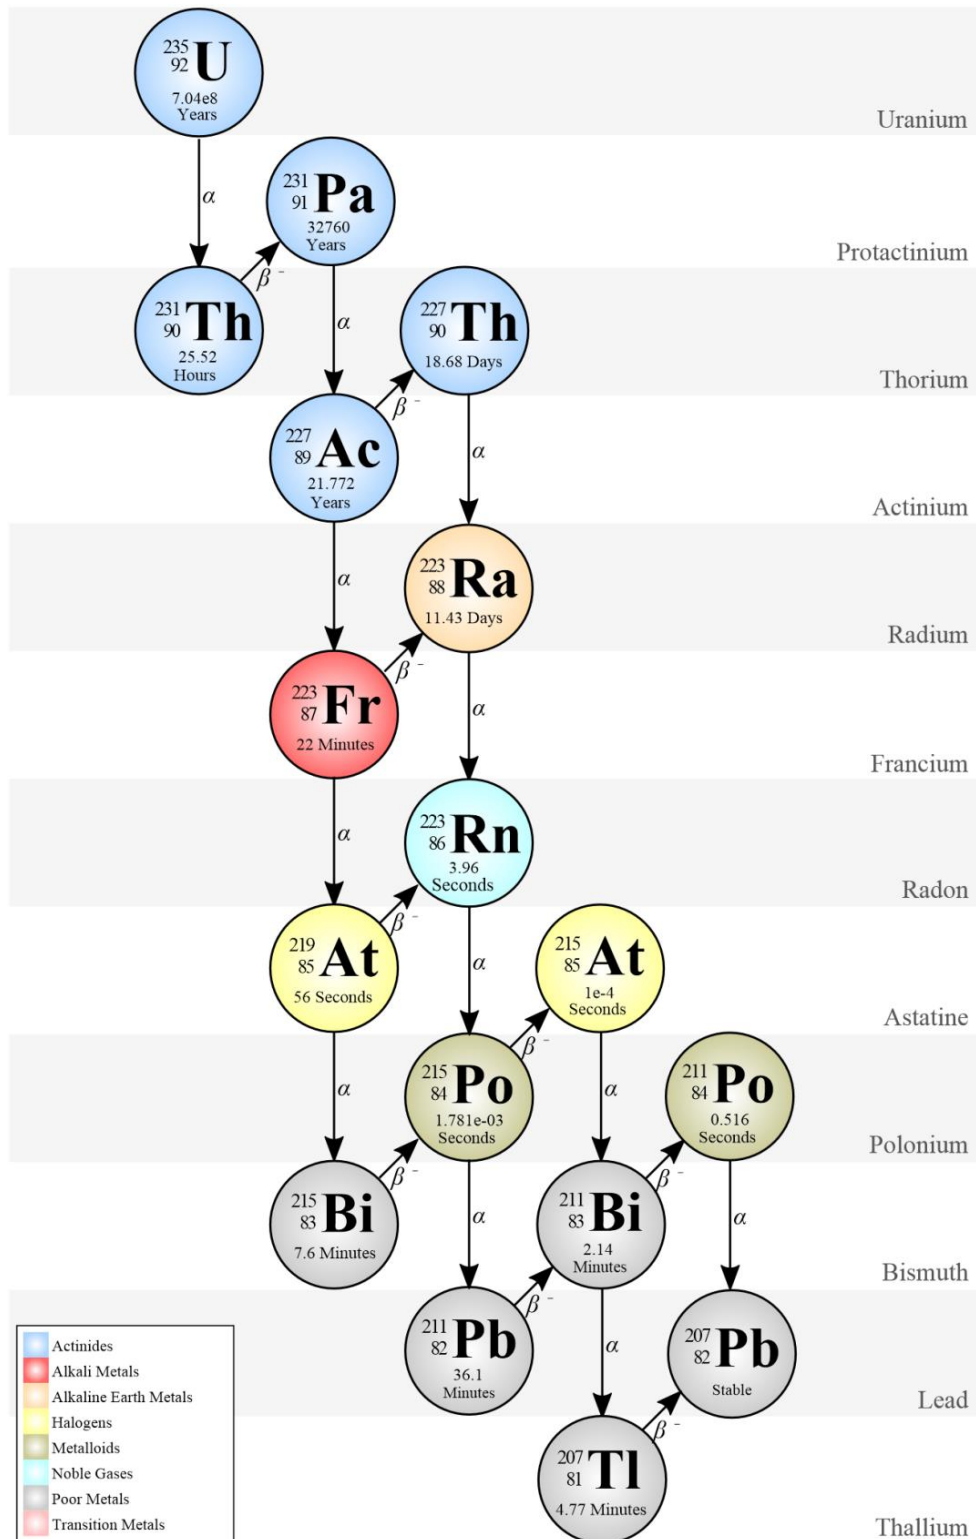 235
92 U
7.04e8
Years
Uranium
α
231
91 Pa
32760
Years
Protactinium
β -
231
90 Th
25.52
Hours
α
227
90 Th
18.68 Days
Thorium
β -
227
89 Ac
21.772
Years
α
Actinium
α
223
88 Ra
11.43 Days
Radium
β -
223
87 Fr
22 Minutes
α
Francium
α
223
86 Rn
3.96
Seconds
Radon
β -
219
85 At
56 Seconds
α
215
85 At
1e-4
Seconds
Astatine
β -
α
215
84 Po
1.781e-03
Seconds
α
211
84 Po
0.516
Seconds
Polonium
β -
215
83 Bi
7.6 Minutes
α
β -
211
83 Bi
2.14
Minutes
α
Bismuth
β -
211
82 Pb
36.1
Minutes
α
207
82 Pb
Stable
Lead
β -
207
81 Tl
4.77 Minutes
Thallium
Actinides
Alkali Metals
Alkaline Earth Metals
Halogens
Metalloids
Noble Gases
Poor Metals
Transition Metals